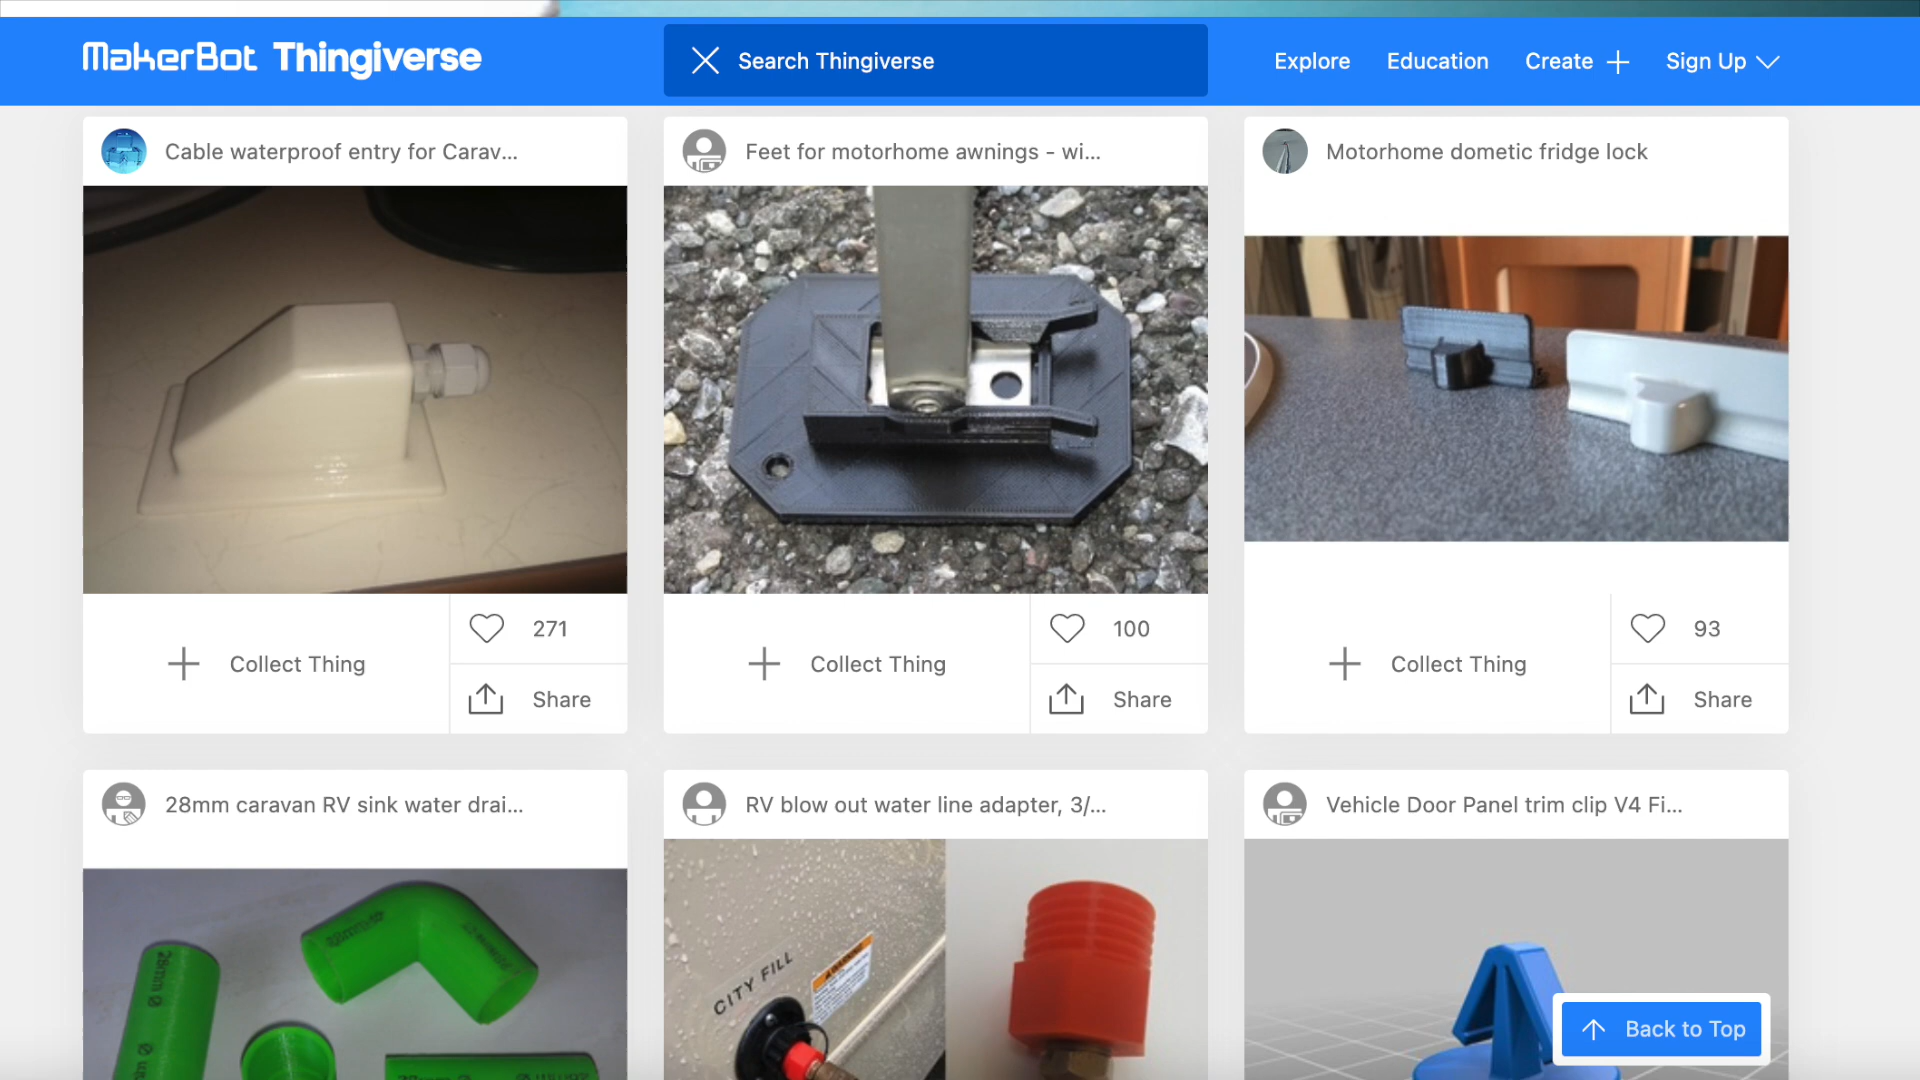 MakerBot Thingiverse
Search Thingiverse
Explore
Education
Create
Sign Up
Cable waterproof entry for Carav...
Feet for motorhome awnings - wi...
Motorhome dometic fridge lock
Collect Thing
271
Share
Collect Thing
100
Share
Collect Thing
93
Share
28mm caravan RV sink water drai...
RV blow out water line adapter, 3/...
Vehicle Door Panel trim clip V4 Fi...
28mm Ø
CITY FILL
WARNING
Back to Top